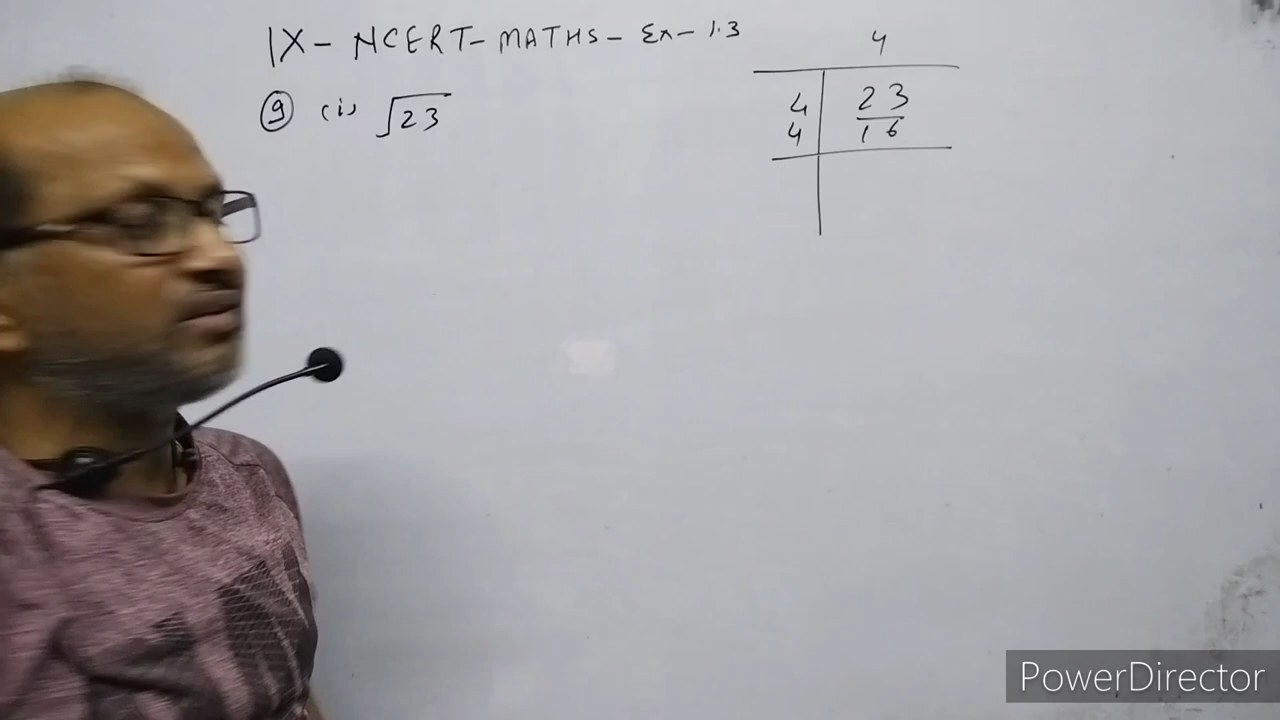 IX - NCERT - MATHS - Ex - 1.3
9 (i) √23
4
4 23
4 16
PowerDirector